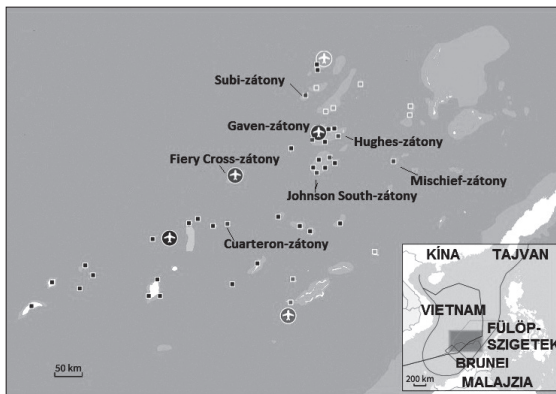 Subi-zátony
Gaven-zátony
Hughes-zátony
Fiery Cross-zátony
Mischief-zátony
Johnson South-zátony
Cuarteron-zátony
50 km
KÍNA
TAJVAN
VIETNAM
FÜLÖP-
SZIGETEK
BRUNEI
MALAJZIA
200 km